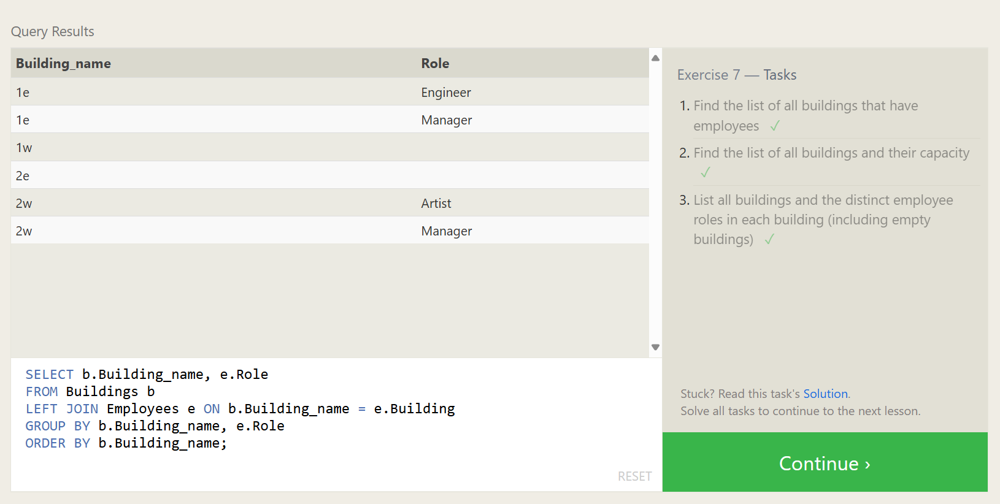 Query Results
Building_name Role
1e Engineer
1e Manager
1w
2e
2w Artist
2w Manager
SELECT b.Building_name, e.Role
FROM Buildings b
LEFT JOIN Employees e ON b.Building_name = e.Building
GROUP BY b.Building_name, e.Role
ORDER BY b.Building_name;
RESET
Exercise 7 — Tasks
1. Find the list of all buildings that have
employees ✓
2. Find the list of all buildings and their capacity
✓
3. List all buildings and the distinct employee
roles in each building (including empty
buildings) ✓
Stuck? Read this task's Solution.
Solve all tasks to continue to the next lesson.
Continue ›